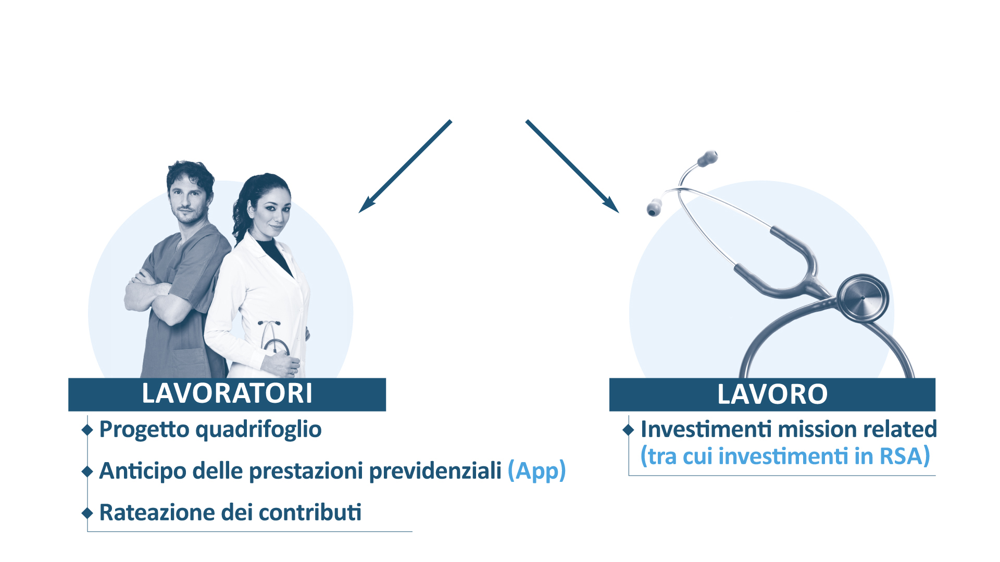 LAVORATORI
Progetto quadrifoglio
Anticipo delle prestazioni previdenziali (App)
Rateazione dei contributi
LAVORO
Investimenti mission related
(tra cui investimenti in RSA)